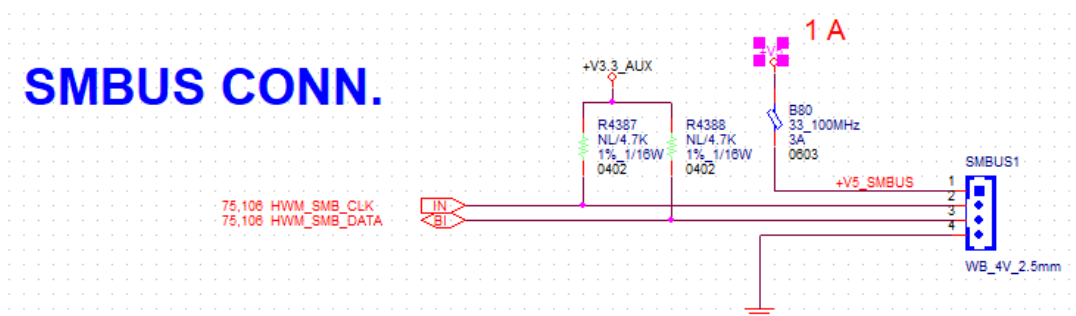 1 A
+V5
SMBUS CONN.
+V3.3_AUX
B80
33_100MHz
3A
0603
R4387
NL/4.7K
1%_1/16W
0402
R4388
NL/4.7K
1%_1/16W
0402
SMBUS1
+V5_SMBUS
1
2
3
4
75,106 HWM_SMB_CLK
IN
75,106 HWM_SMB_DATA
BI
WB_4V_2.5mm